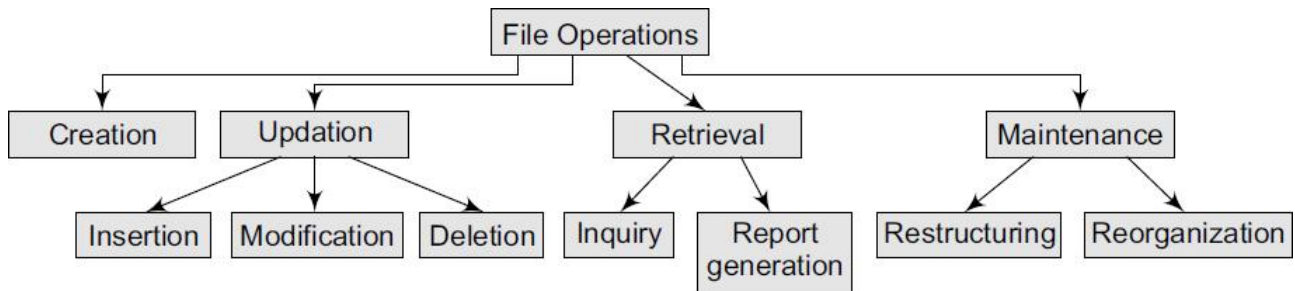 File Operations
Creation
Updation
Retrieval
Maintenance
Insertion
Modification
Deletion
Inquiry
Report
generation
Restructuring
Reorganization